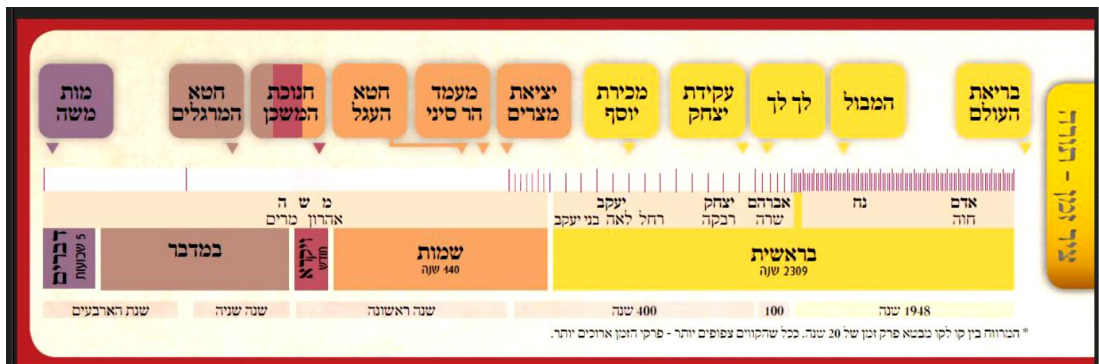 בריאת העולם
המבול
לך לך
עקידת יצחק
מכירת יוסף
יציאת מצרים
מעמד הר סיני
חטא העגל
חנוכת המשכן
חטא המרגלים
מות משה
ציר זמן - תורה
אדם
חוה
נח
אברהם
שרה
יצחק
רבקה
יעקב
רחל לאה בני יעקב
מ ש ה
אהרון מרים
בראשית
2309 שנה
שמות
140 שנה
ויקרא
חודש
במדבר
דברים
5 שבועות
1948 שנה
100
400 שנה
שנה ראשונה
שנה שניה
שנת הארבעים
* המרווח בין קו לקו מבטא פרק זמן של 20 שנה. ככל שהקווים צפופים יותר - פרקי הזמן ארוכים יותר.